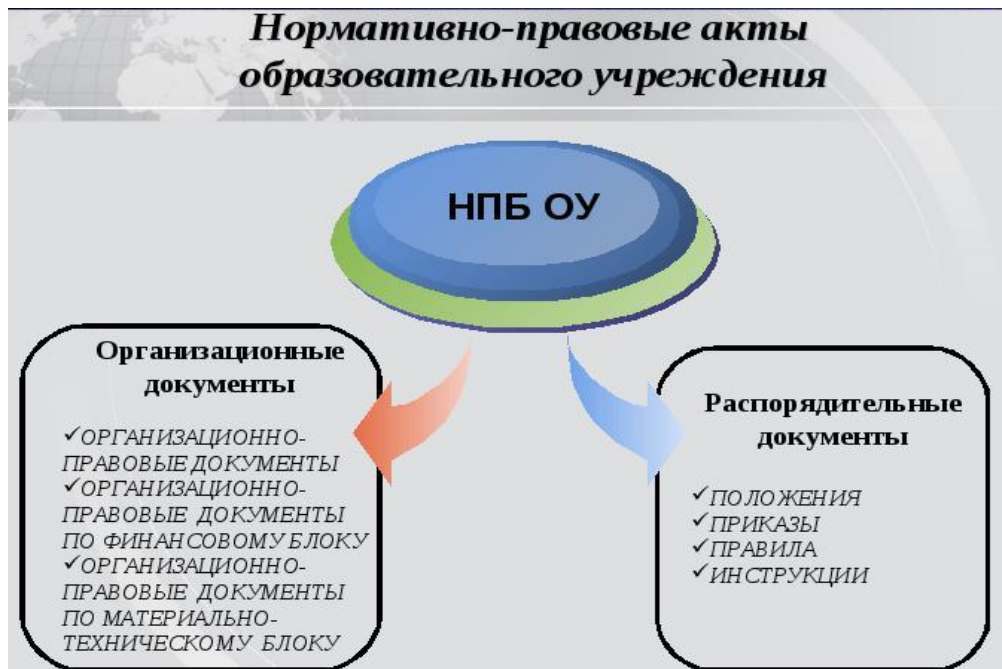 Нормативно-правовые акты
образовательного учреждения
НПБ ОУ
Организационные
документы
✓ОРГАНИЗАЦИОННО-
ПРАВОВЫЕ ДОКУМЕНТЫ
✓ОРГАНИЗАЦИОННО-
ПРАВОВЫЕ ДОКУМЕНТЫ
ПО ФИНАНСОВОМУ БЛОКУ
✓ОРГАНИЗАЦИОННО-
ПРАВОВЫЕ ДОКУМЕНТЫ
ПО МАТЕРИАЛЬНО-
ТЕХНИЧЕСКОМУ БЛОКУ
Распорядительные
документы
✓ПОЛОЖЕНИЯ
✓ПРИКАЗЫ
✓ПРАВИЛА
✓ИНСТРУКЦИИ